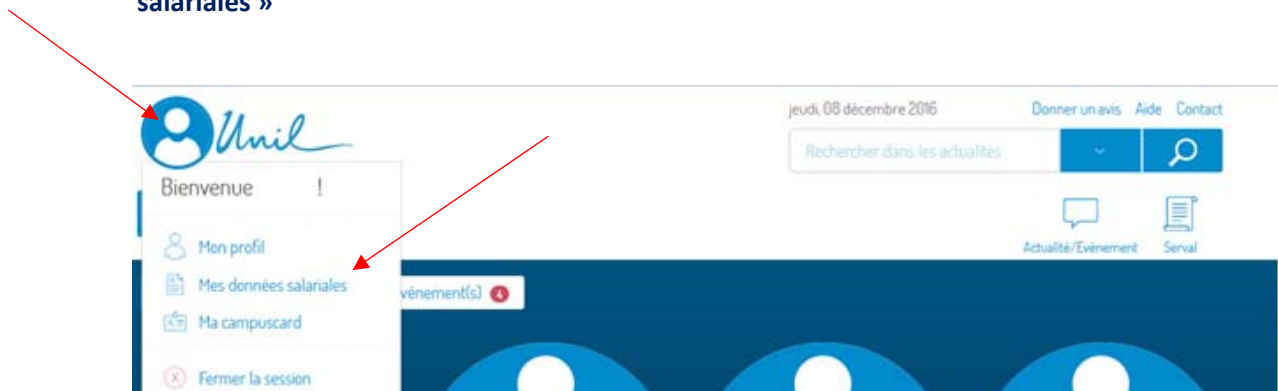 salariales »
Unil
jeudi, 08 décembre 2016
Donner un avis Aide Contact
Rechercher dans les actualités
Bienvenue !
Actualité/Evènement Serval
Mon profil
Mes données salariales
vénement(s) 4
Ma campuscard
Fermer la session